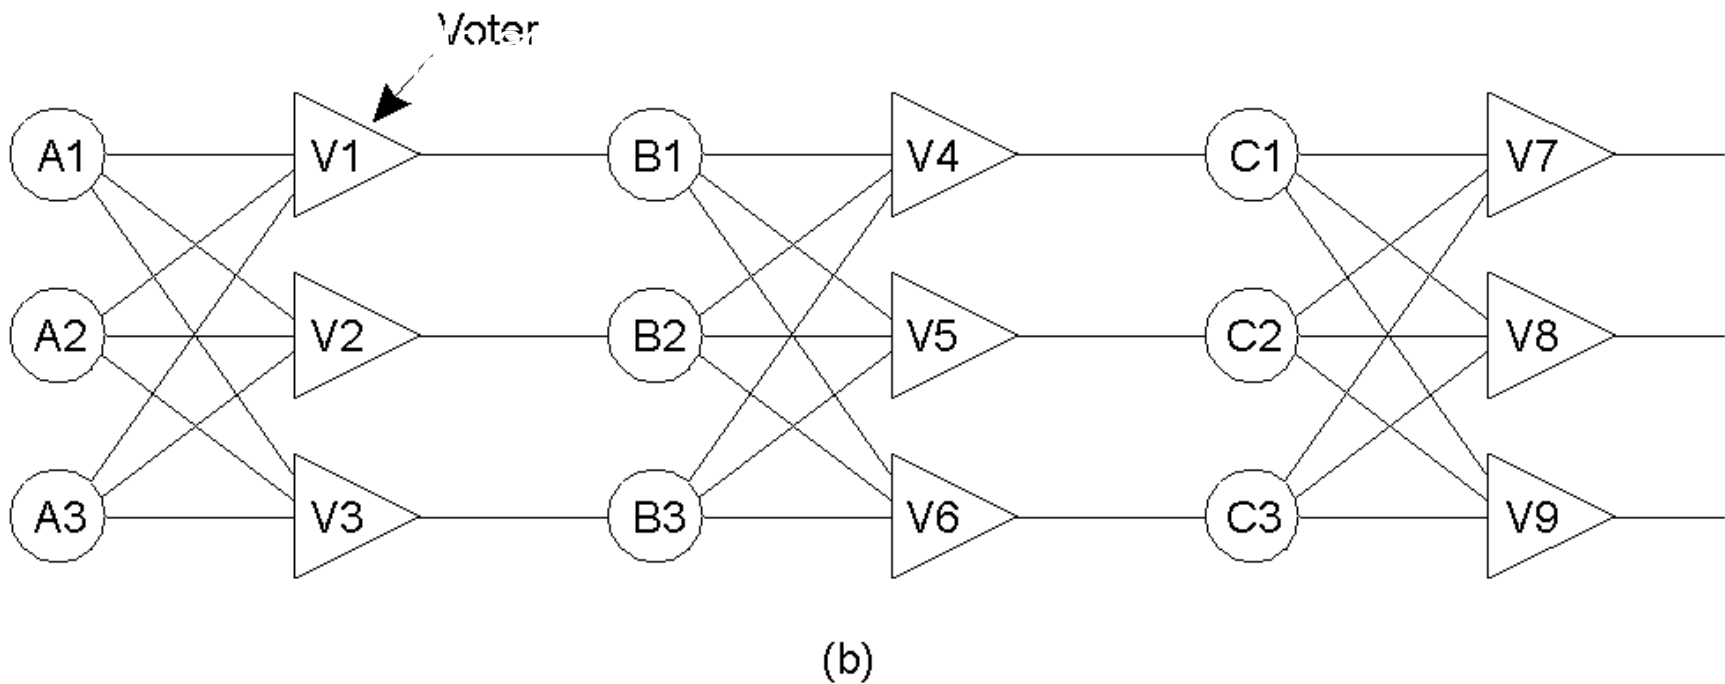 Voter
A1 V1 B1 V4 C1 V7
A2 V2 B2 V5 C2 V8
A3 V3 B3 V6 C3 V9
(b)